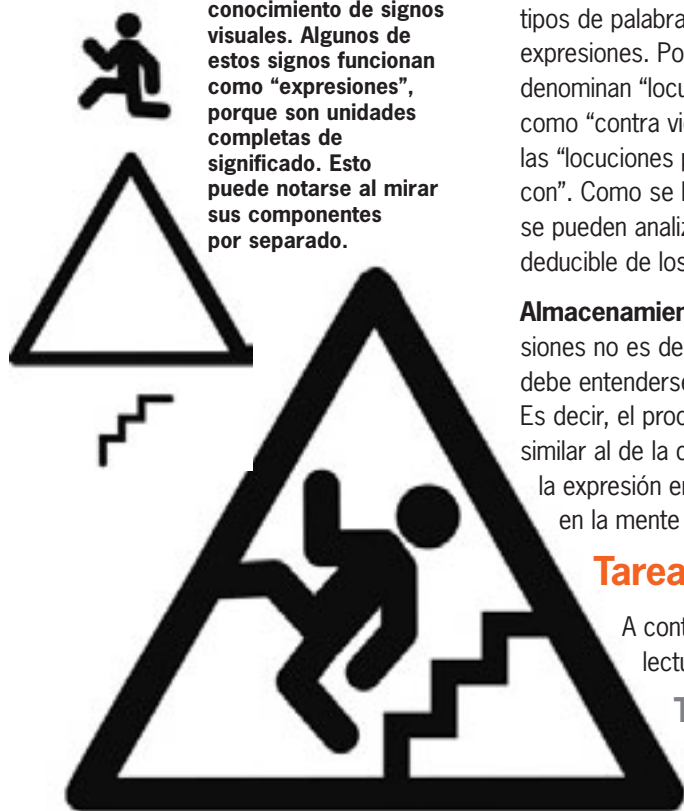 conocimiento de signos
visuales. Algunos de
estos signos funcionan
como “expresiones”,
porque son unidades
completas de
significado. Esto
puede notarse al mirar
sus componentes
por separado.
tipos de palabra
expresiones. Po
denominan “locu
como “contra vie
las “locuciones p
con”. Como se l
se pueden analiz
deducible de los
Almacenamien
siones no es de
debe entenderse
Es decir, el proc
similar al de la c
la expresión en
en la mente
Tarea
A cont
lectu
T